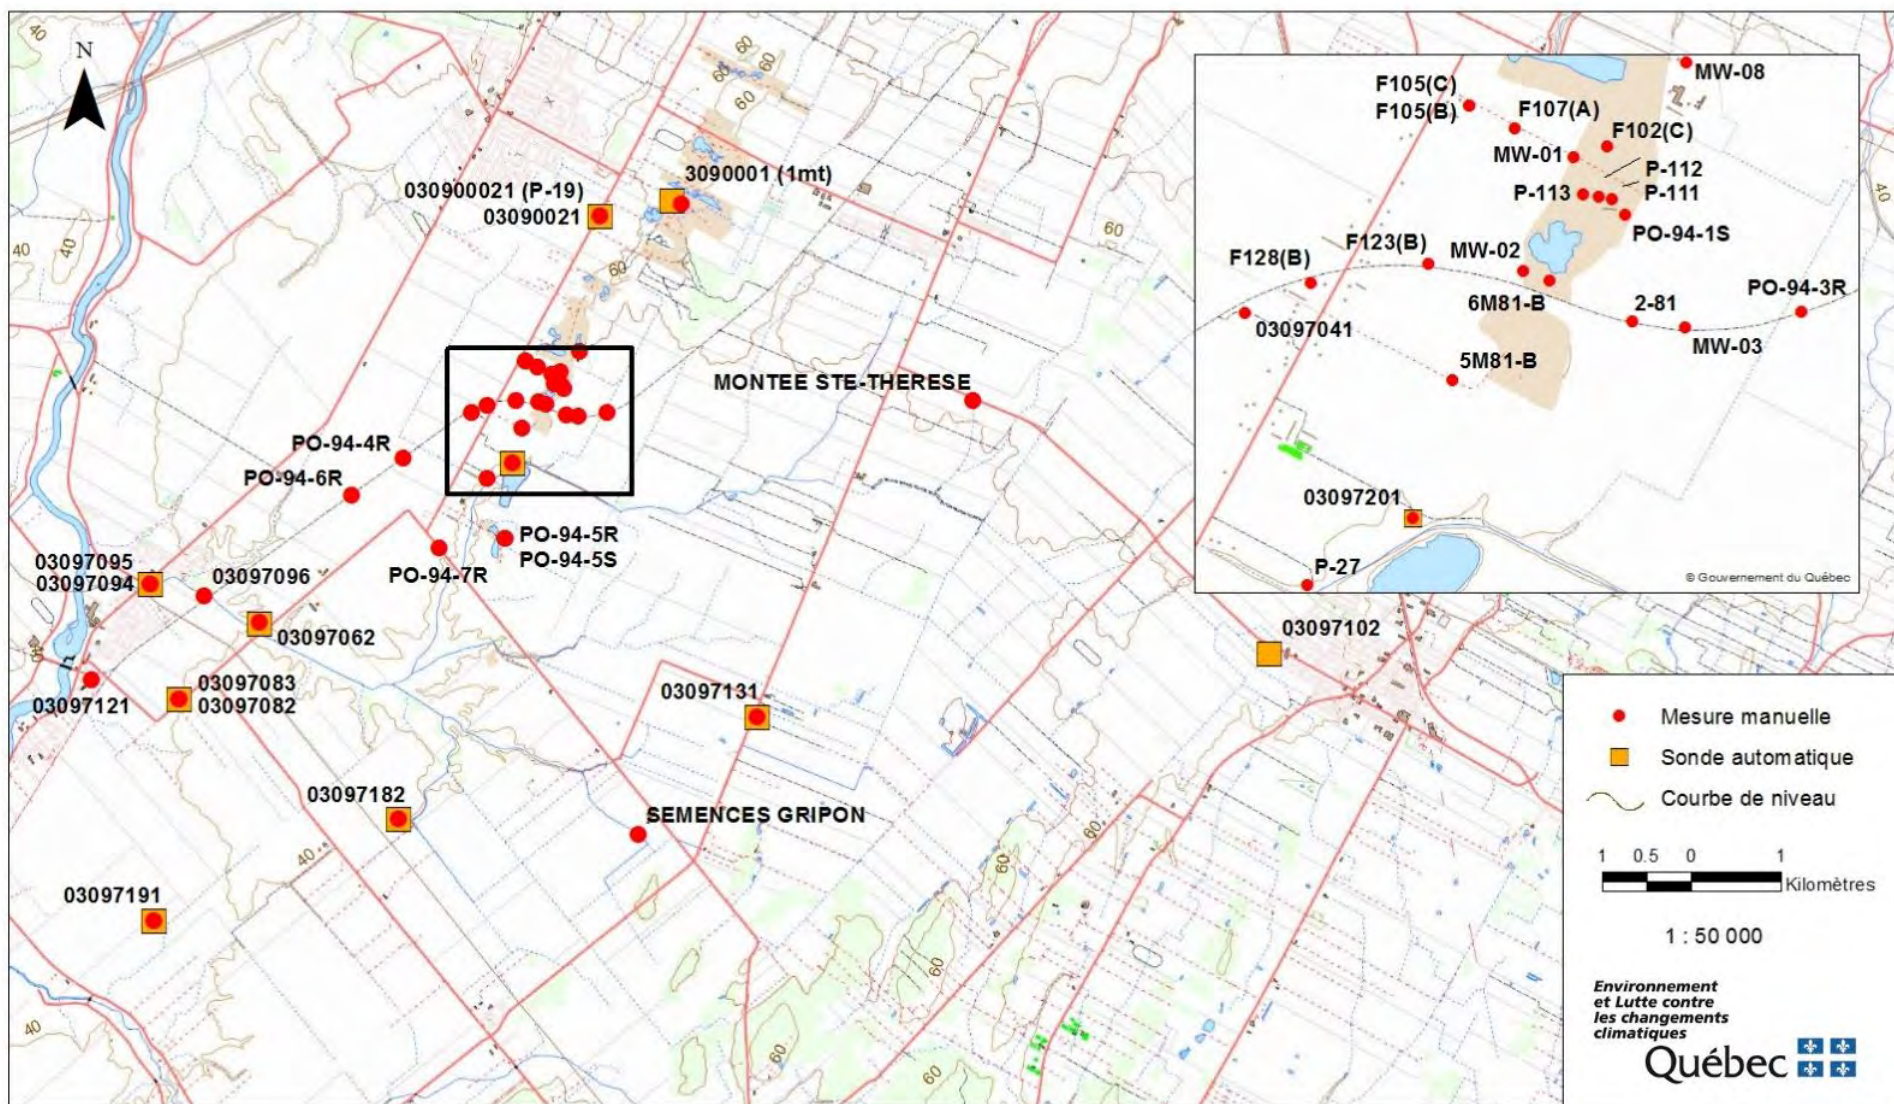 40
60
60
60
60
N
MW-08
F105(C)
F105(B)
F107(A)
F102(C)
MW-01
P-112
P-113
P-111
PO-94-1S
40
3090001 (1mt)
030900021 (P-19)
03090021
40
40
60
60
F128(B)
F123(B)
MW-02
6M81-B
2-81
PO-94-3R
03097041
MW-03
5M81-B
MONTEE STE-THERESE
PO-94-4R
PO-94-6R
03097201
P-27
© Gouvernement du Québec
PO-94-5R
PO-94-5S
PO-94-7R
03097095
03097094
03097096
03097062
03097102
40
03097121
03097083
03097082
03097131
Mesure manuelle
Sonde automatique
Courbe de niveau
03097182
SEMENCES GRIPON
60
40
60
1 0.5 0 1
Kilomètres
03097191
1 : 50 000
60
40
60
60
Environnement
et Lutte contre
les changements
climatiques
Québec